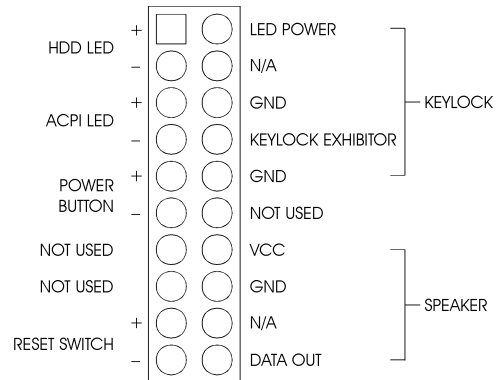 + LED POWER
HDD LED
– N/A
+ GND
KEYLOCK
ACPI LED
– KEYLOCK EXHIBITOR
+ GND
POWER
BUTTON
– NOT USED
NOT USED VCC
NOT USED GND
SPEAKER
+ N/A
RESET SWITCH
– DATA OUT